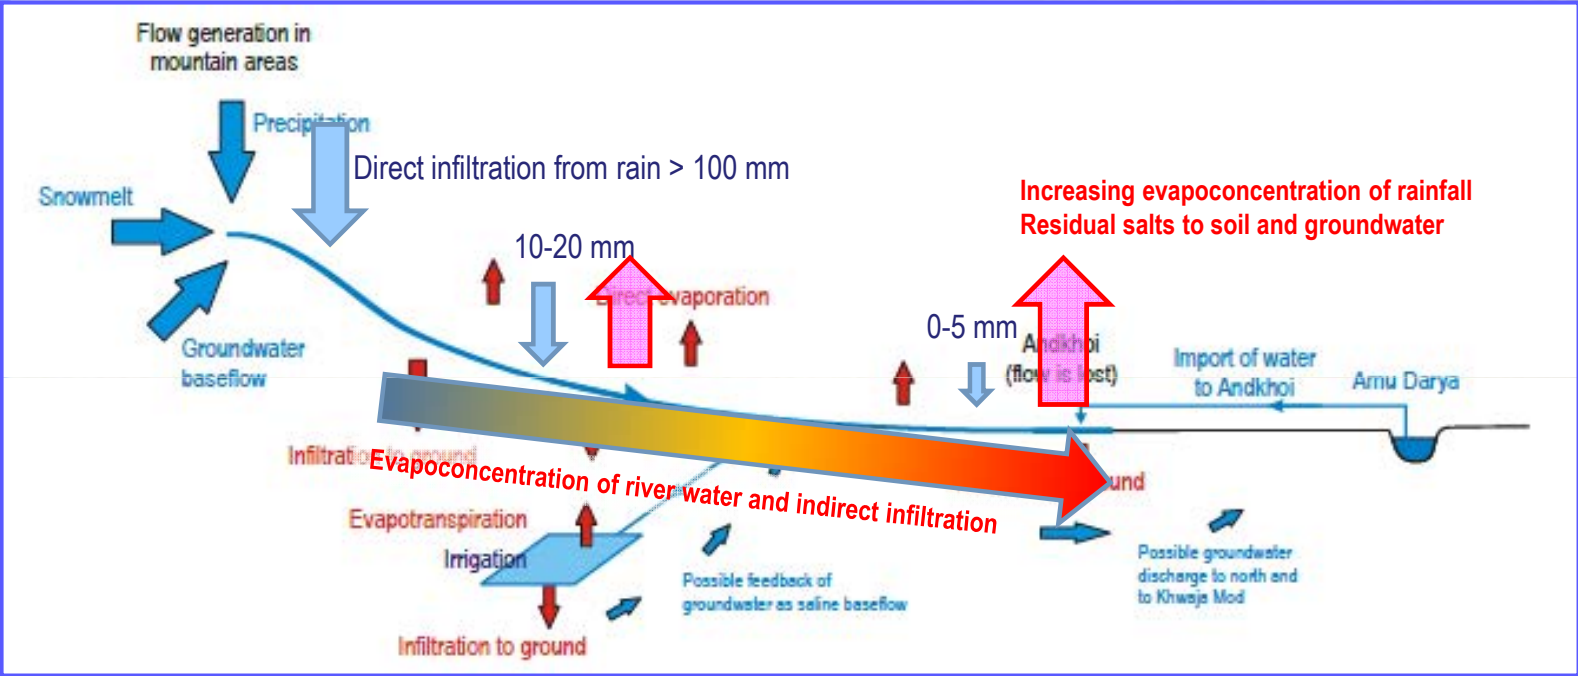 Flow generation in
mountain areas
Precipitation
Direct infiltration from rain > 100 mm
Snowmelt
Increasing evapoconcentration of rainfall
Residual salts to soil and groundwater
10-20 mm
Direct evaporation
0-5 mm
Andkhoi
(flow is lost)
Import of water
to Andkhoi
Amu Darya
Groundwater
baseflow
Infiltration to ground
Evapoconcentration of river water and indirect infiltration
Evapotranspiration
Irrigation
Possible feedback of
groundwater as saline baseflow
Possible groundwater
discharge to north and
to Khwaja Mod
Infiltration to ground